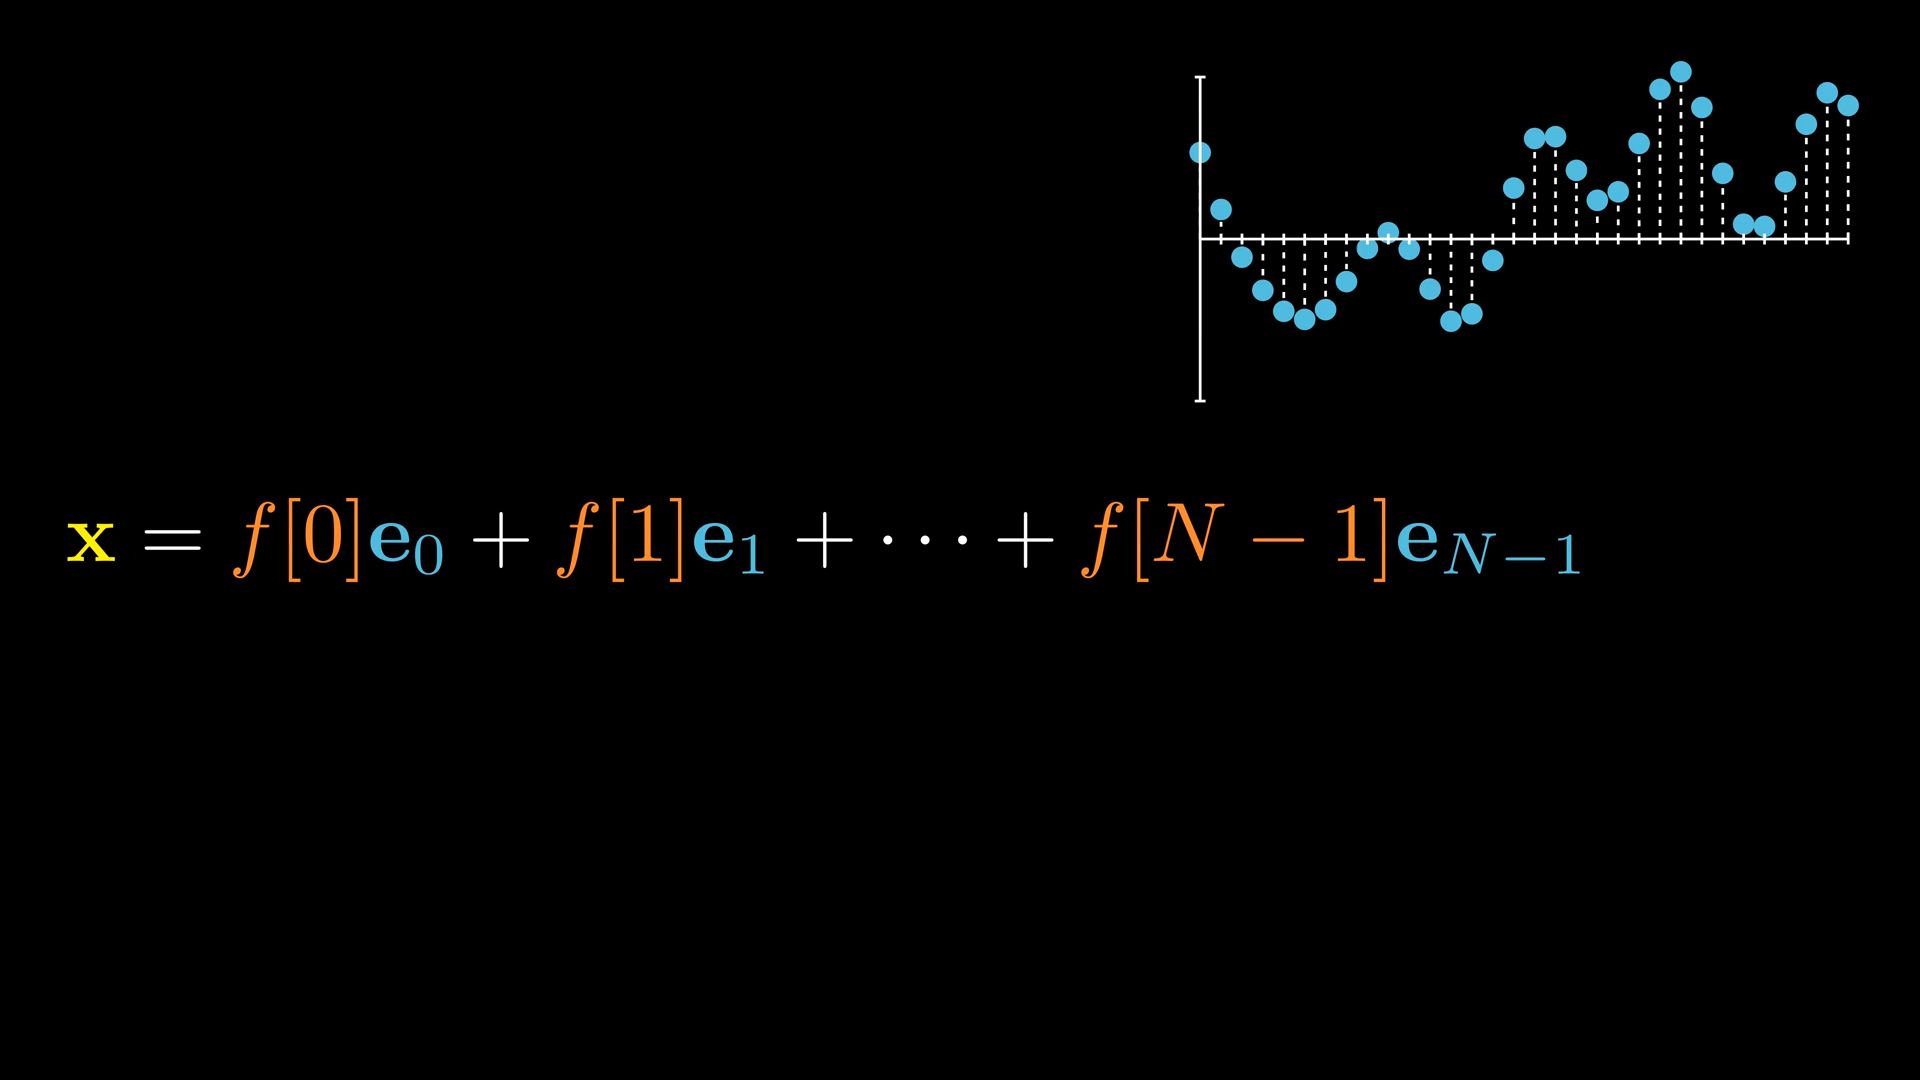 x = f[0]e₀ + f[1]e₁ + ⋯ + f[N − 1]e_{N−1}